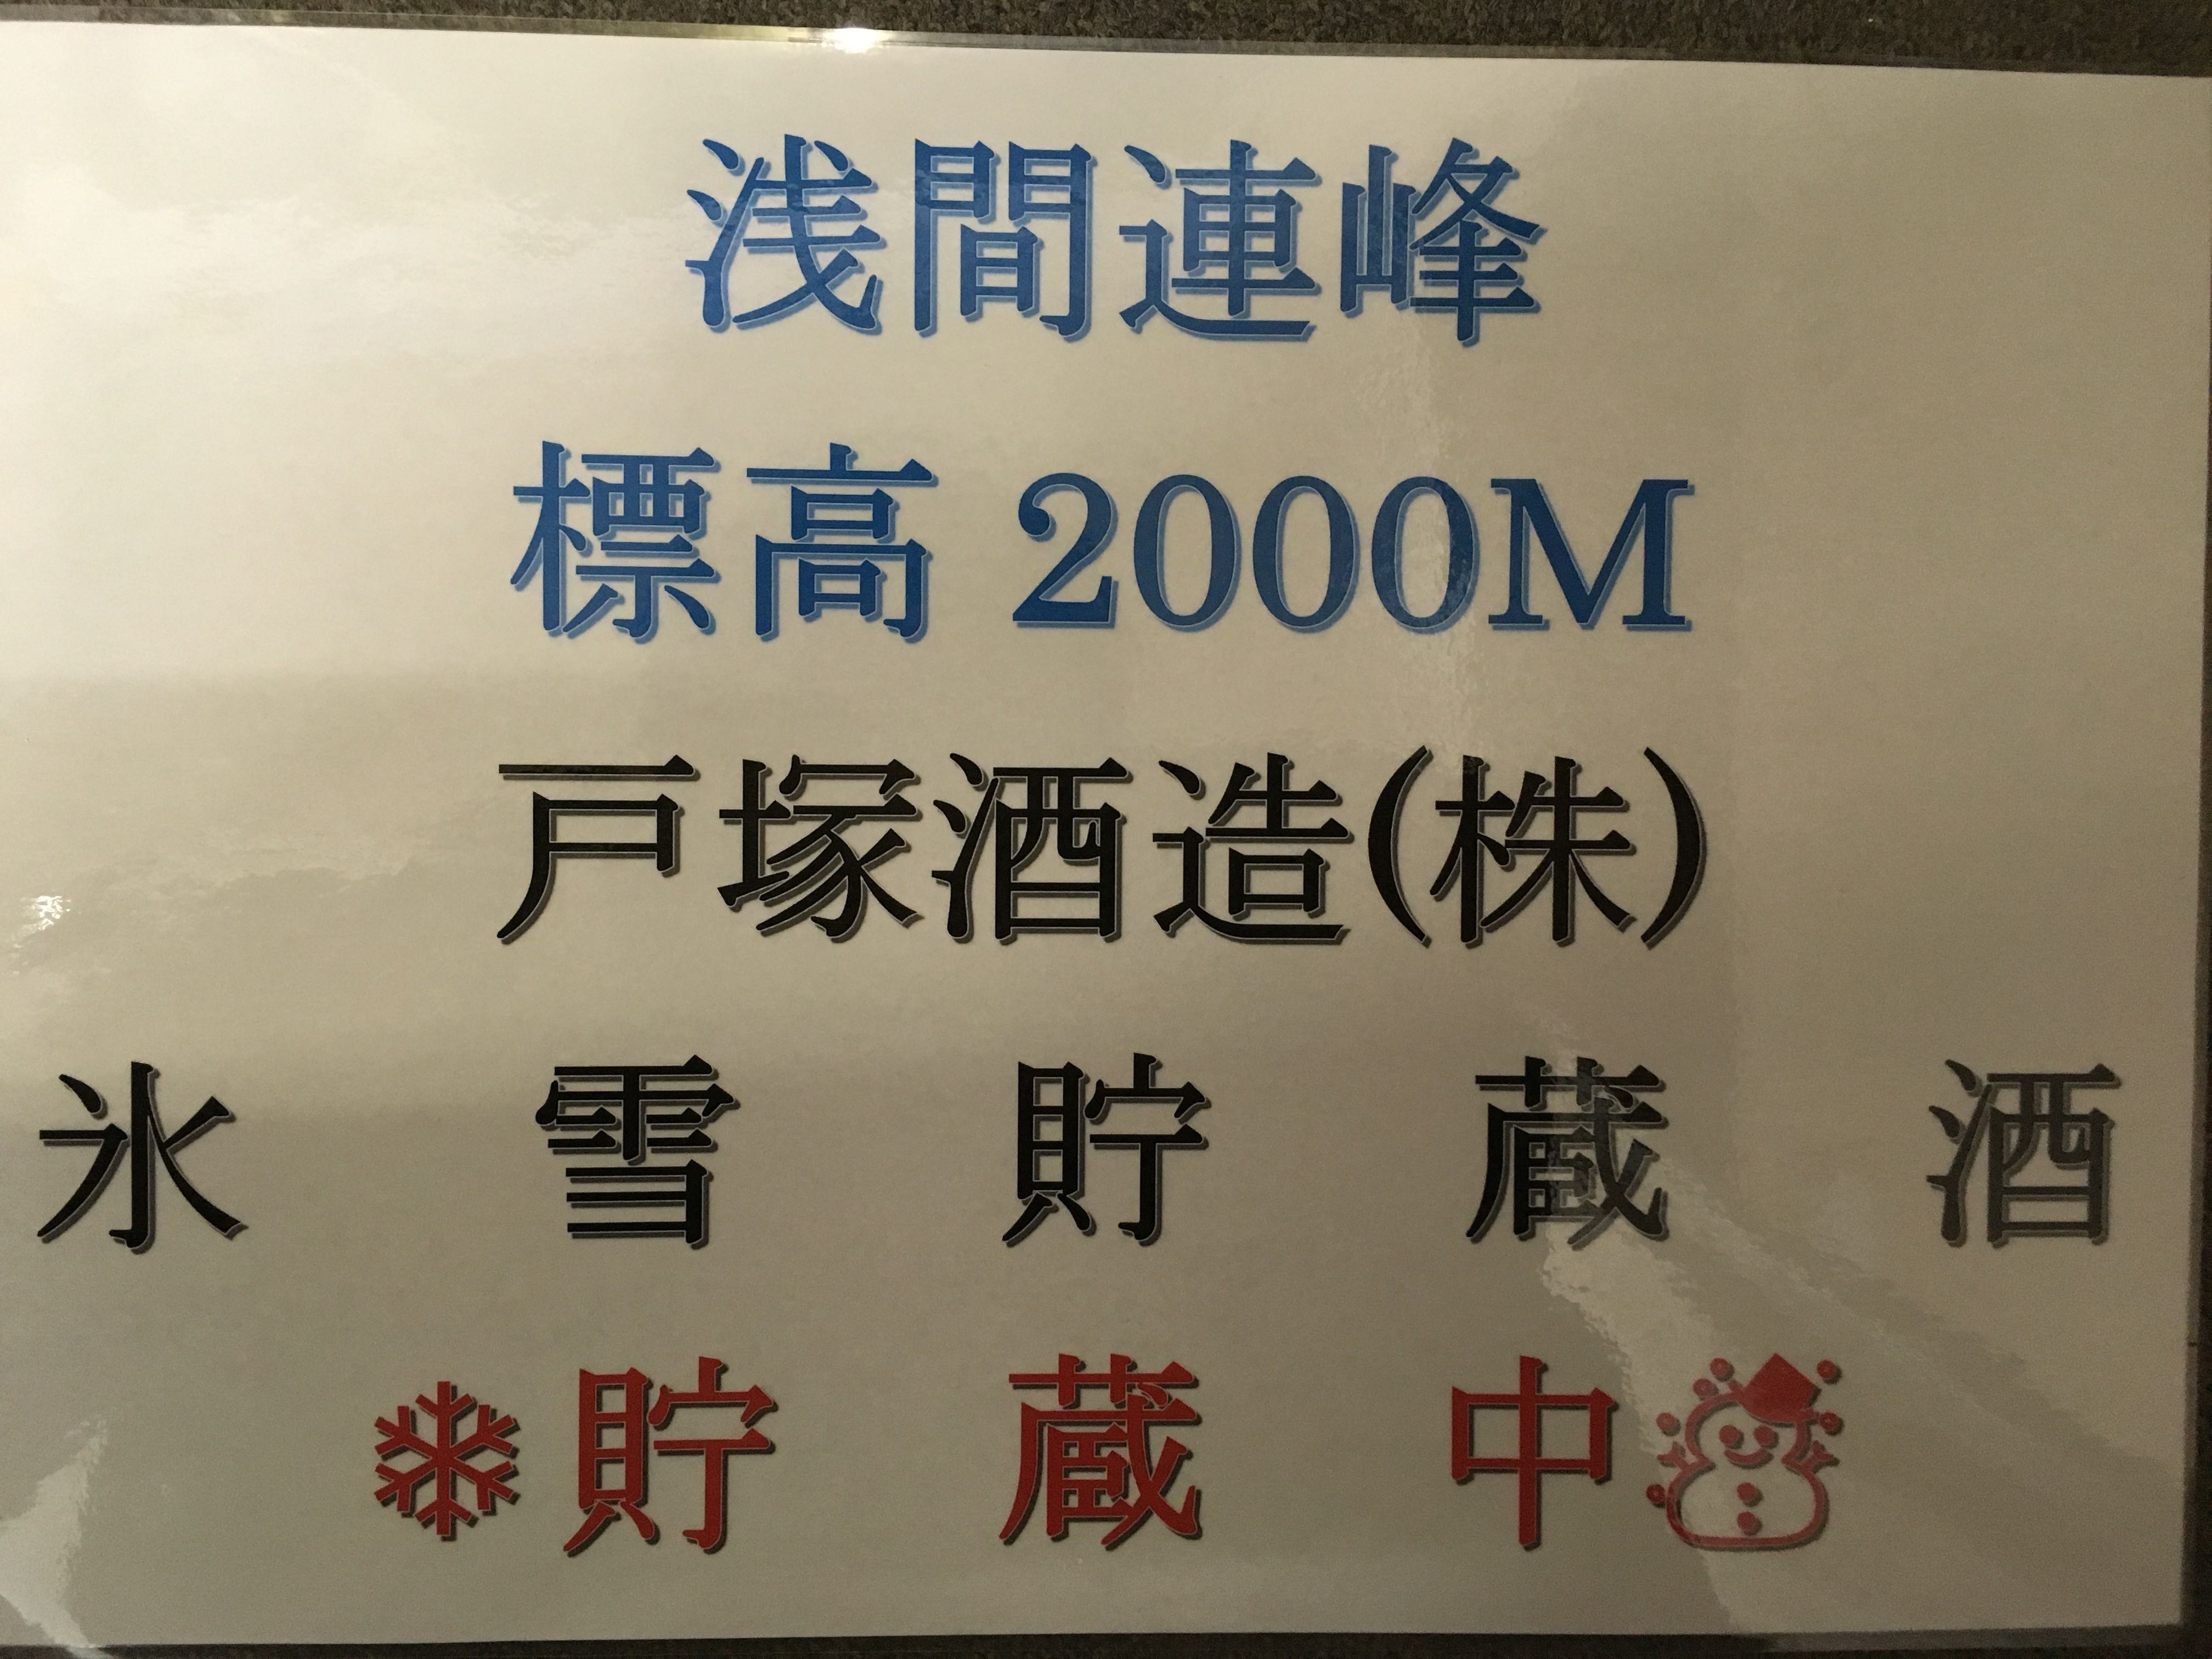 浅間連峰
標高 2000M
戸塚酒造(株)
氷 雪 貯 蔵 酒
❄貯 蔵 中☃